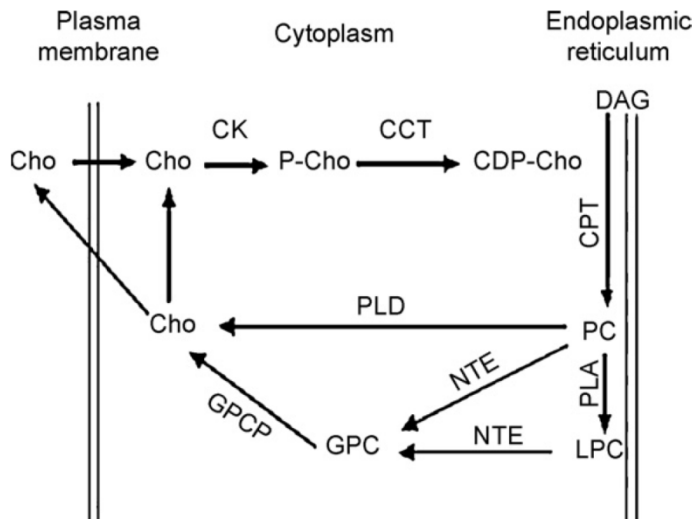 Plasma
membrane
Cytoplasm
Endoplasmic
reticulum
DAG
CK
CCT
Cho
Cho
P-Cho
CDP-Cho
CPT
Cho
PLD
PC
NTE
PLA
GPCP
GPC
NTE
LPC